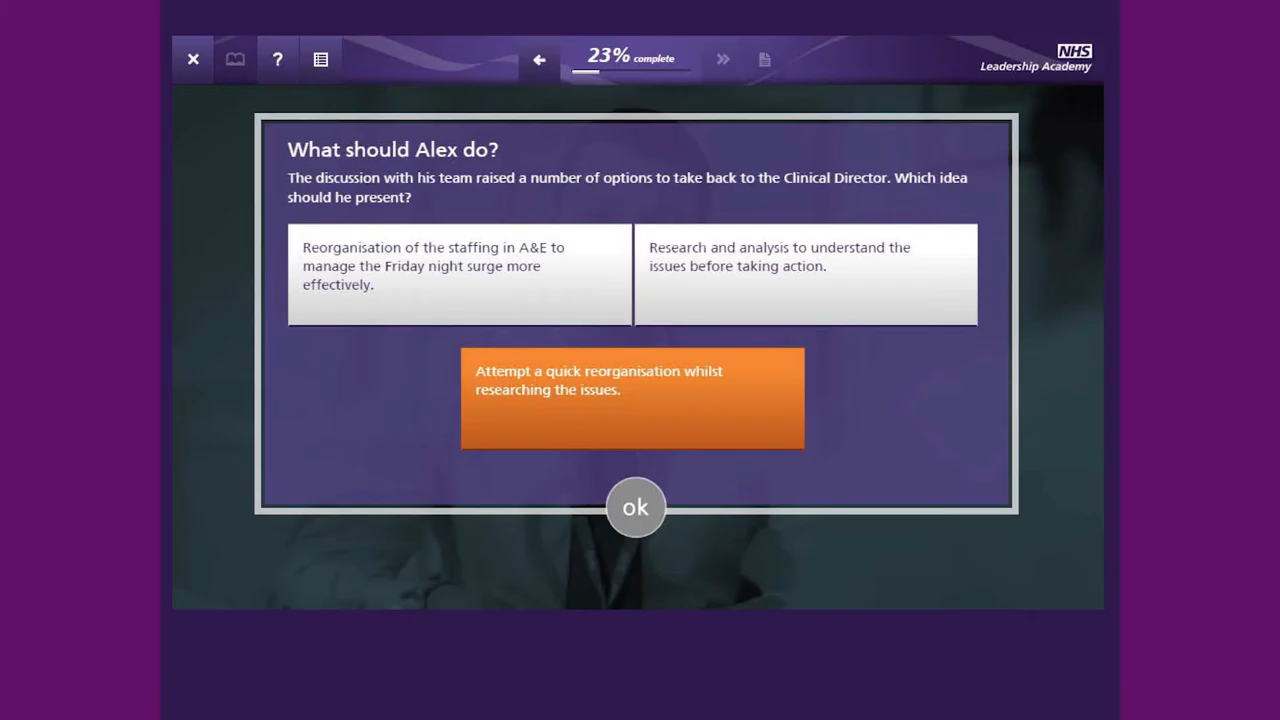 ?
23% complete
NHS
Leadership Academy
What should Alex do?
The discussion with his team raised a number of options to take back to the Clinical Director. Which idea
should he present?
Reorganisation of the staffing in A&E to
manage the Friday night surge more
effectively.
Research and analysis to understand the
issues before taking action.
Attempt a quick reorganisation whilst
researching the issues.
ok